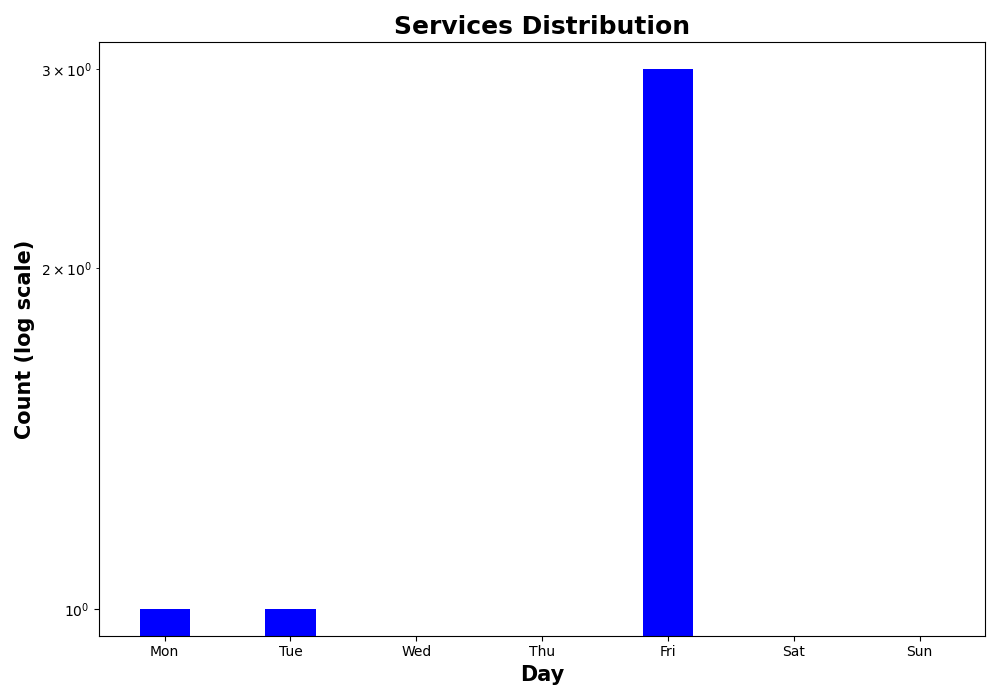 Services Distribution
3 × 10⁰
2 × 10⁰
10⁰
Count (log scale)
Mon Tue Wed Thu Fri Sat Sun
Day